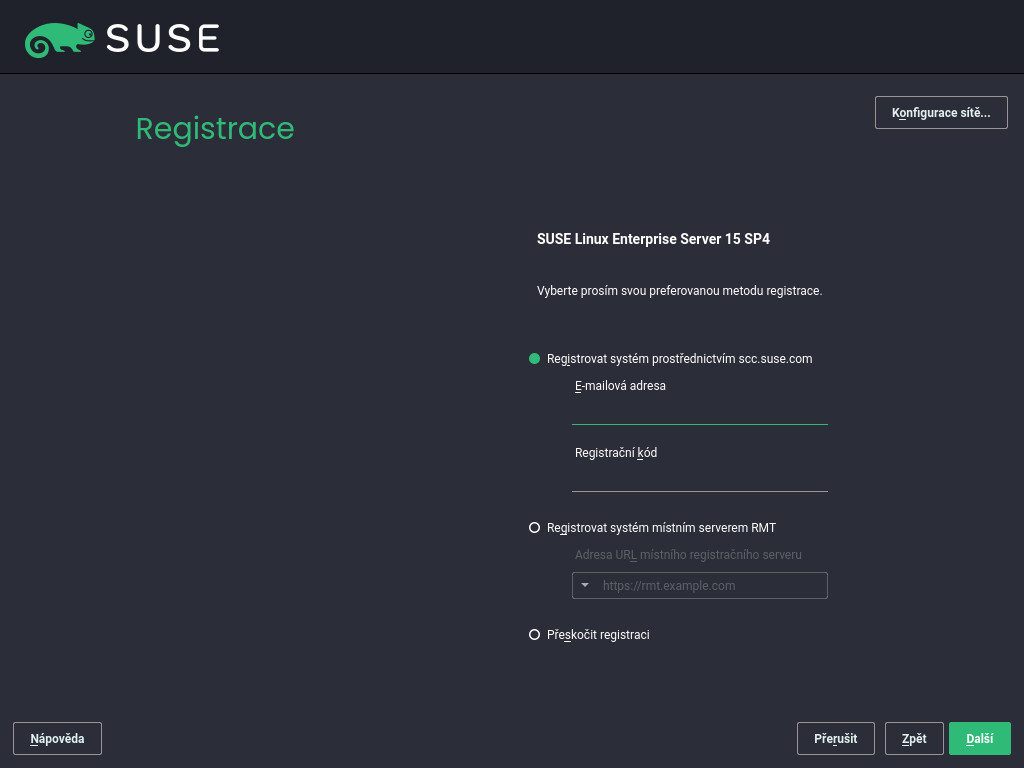 SUSE
Registrace
Konfigurace sítě...
SUSE Linux Enterprise Server 15 SP4
Vyberte prosím svou preferovanou metodu registrace.
Registrovat systém prostřednictvím scc.suse.com
E-mailová adresa
Registrační kód
Registrovat systém místním serverem RMT
Adresa URL místního registračního serveru
https://rmt.example.com
Přeskočit registraci
Nápověda
Přerušit
Zpět
Další